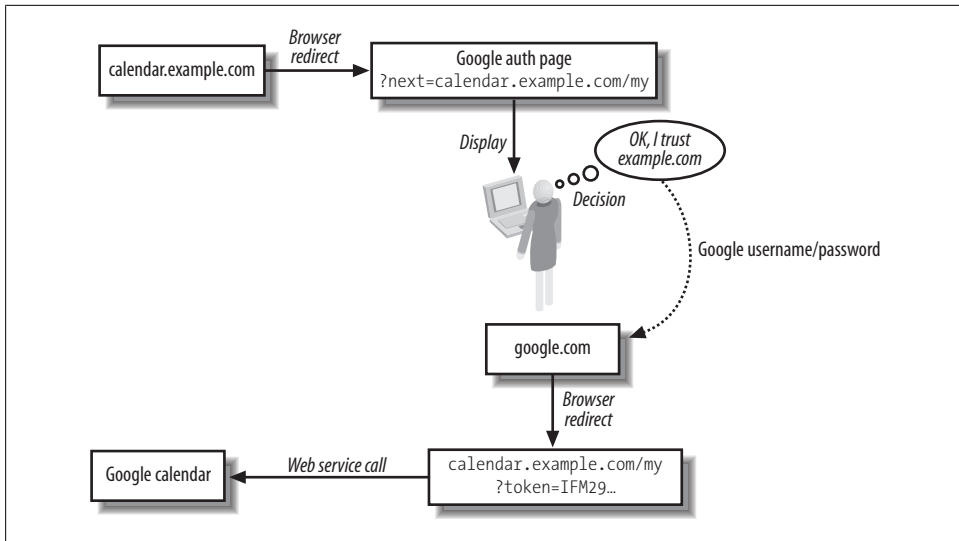 calendar.example.com
Browser
redirect
Google auth page
?next=calendar.example.com/my
Display
OK, I trust
example.com
Decision
Google username/password
google.com
Browser
redirect
Google calendar
Web service call
calendar.example.com/my
?token=IFM29…